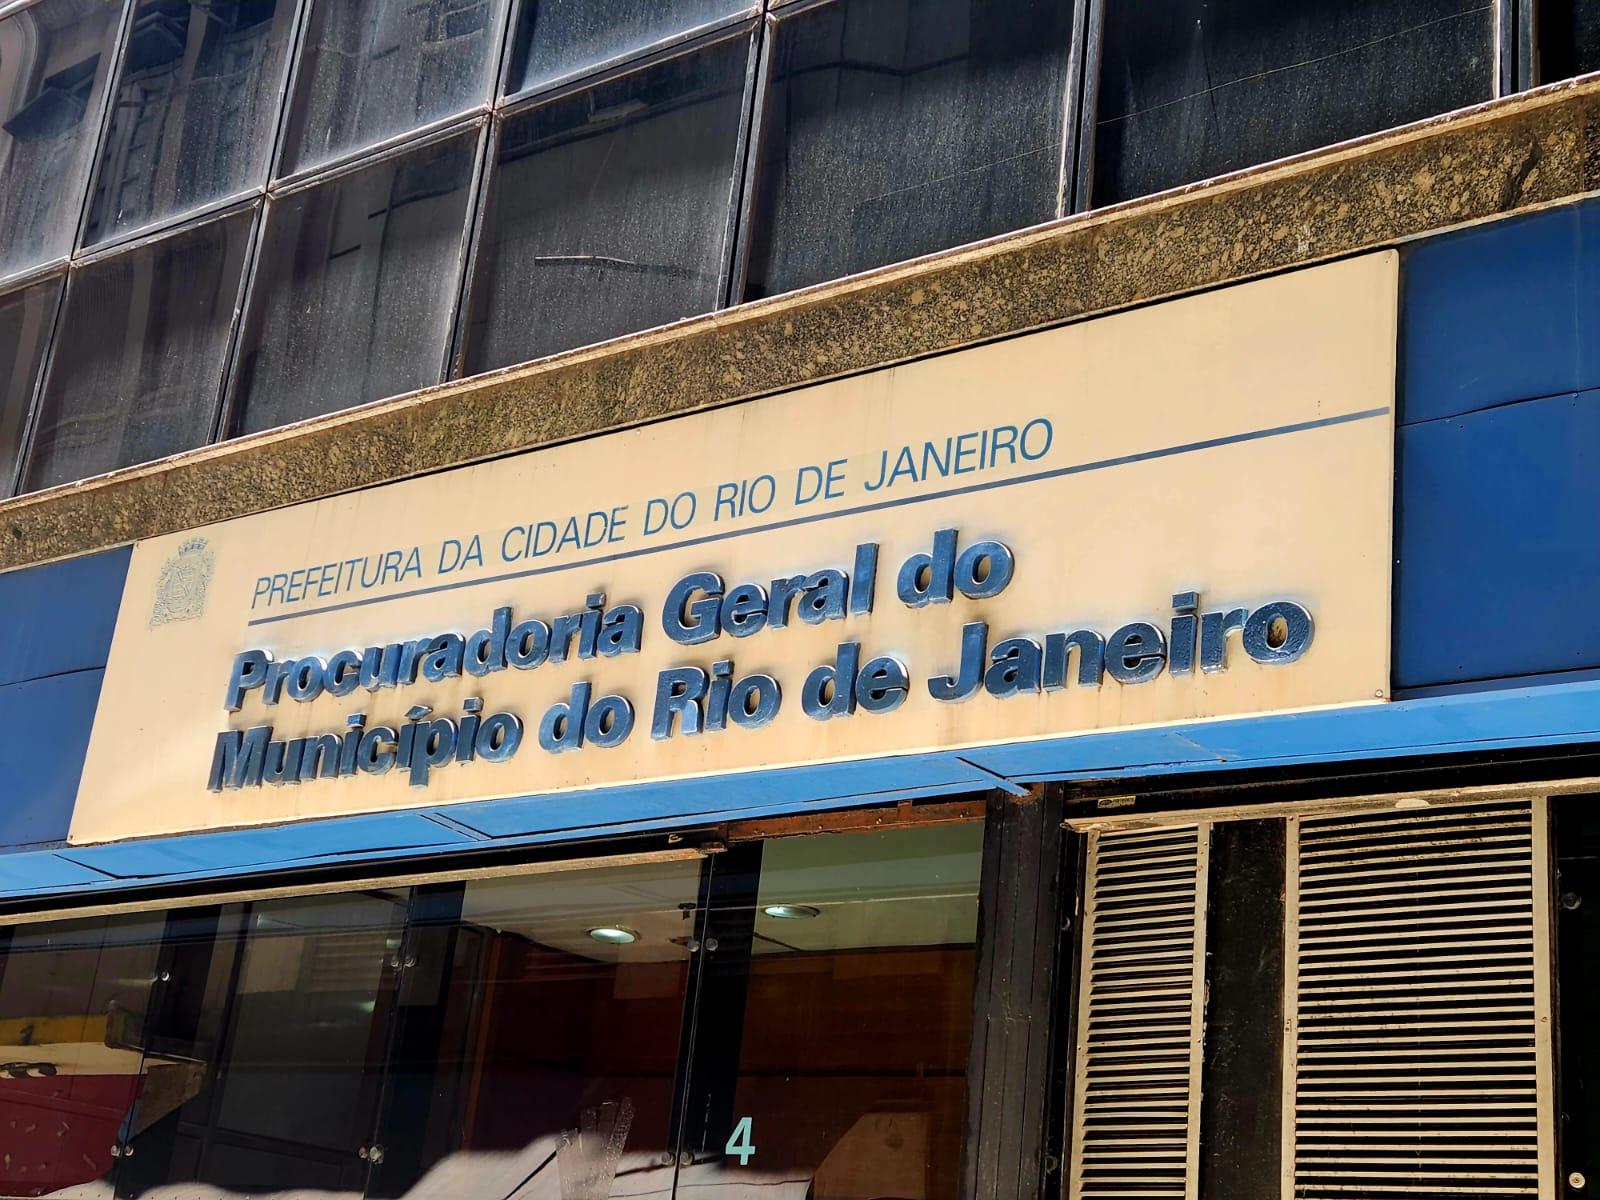 PREFEITURA DA CIDADE DO RIO DE JANEIRO
Procuradoria Geral do
Município do Rio de Janeiro
4